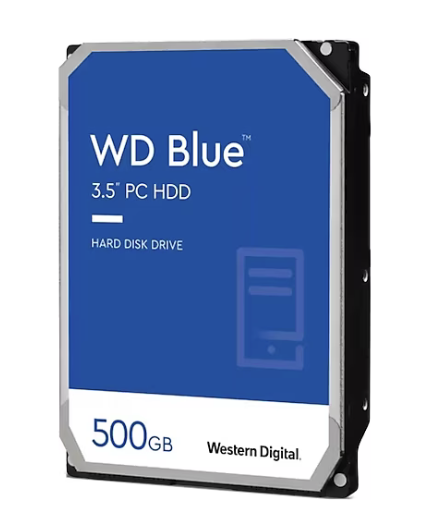 WD Blue™
3.5" PC HDD
HARD DISK DRIVE
500GB
Western Digital.